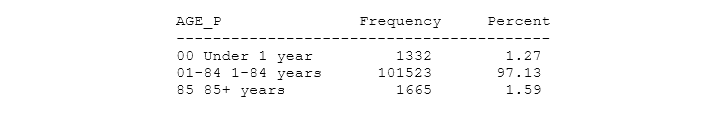 AGE_P Frequency Percent
-----------------------------------------
00 Under 1 year 1332 1.27
01-84 1-84 years 101523 97.13
85 85+ years 1665 1.59